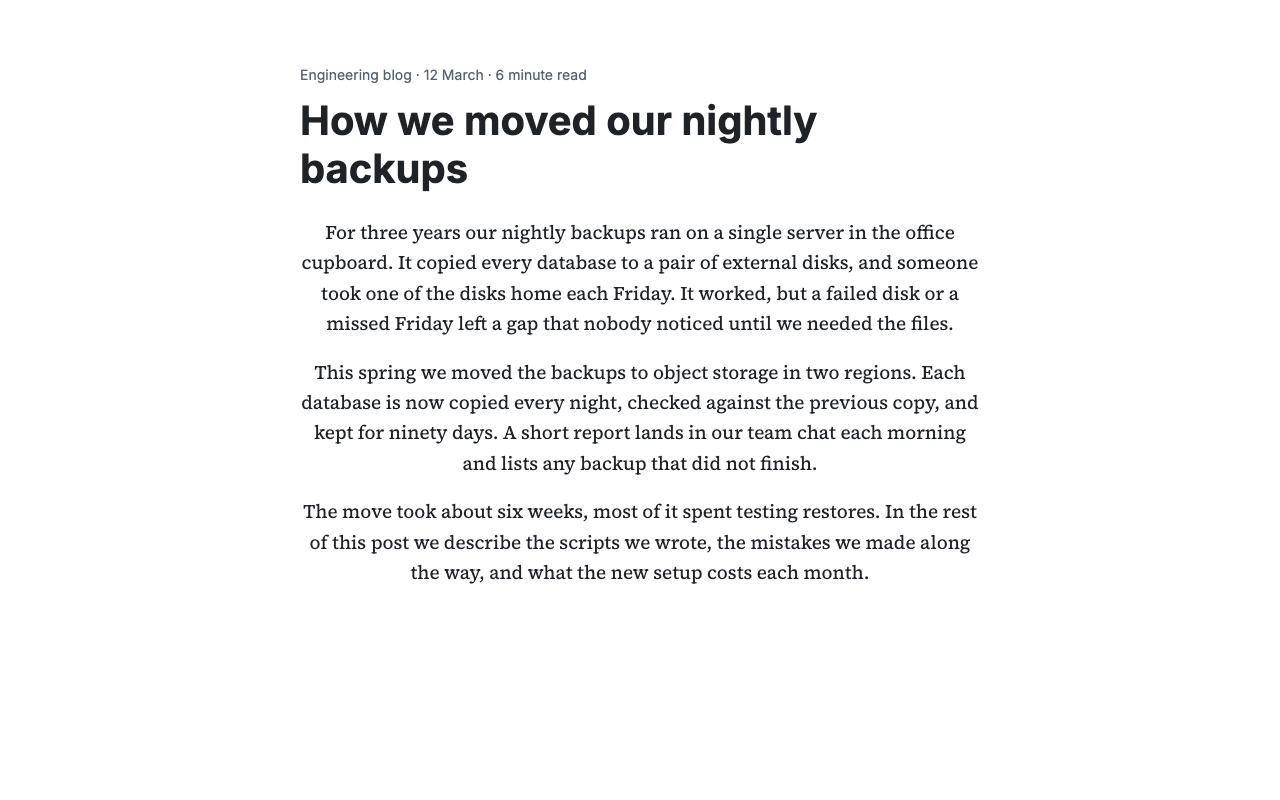 Engineering blog · 12 March · 6 minute read
How we moved our nightly
backups
For three years our nightly backups ran on a single server in the office
cupboard. It copied every database to a pair of external disks, and someone
took one of the disks home each Friday. It worked, but a failed disk or a
missed Friday left a gap that nobody noticed until we needed the files.
This spring we moved the backups to object storage in two regions. Each
database is now copied every night, checked against the previous copy, and
kept for ninety days. A short report lands in our team chat each morning
and lists any backup that did not finish.
The move took about six weeks, most of it spent testing restores. In the rest
of this post we describe the scripts we wrote, the mistakes we made along
the way, and what the new setup costs each month.